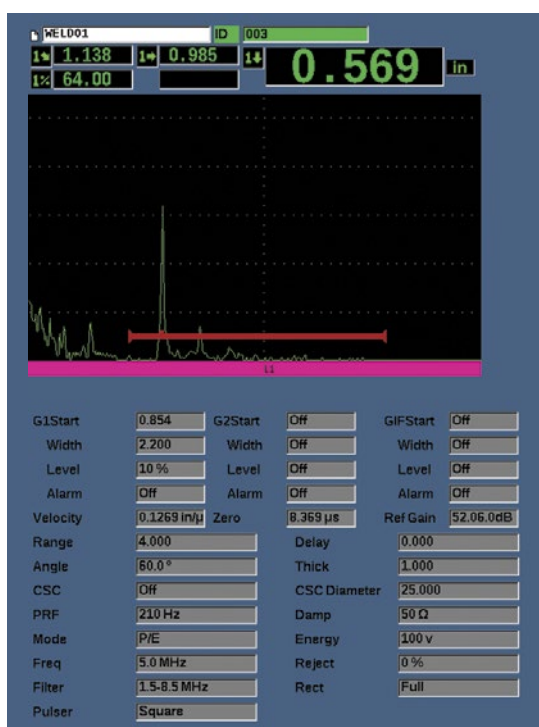 WELD01 ID 003
1 1.138 1 0.985 1 0.569 in
1% 64.00
L1
G1Start 0.854 G2Start Off GIFStart Off
Width 2.200 Width Off Width Off
Level 10 % Level Off Level Off
Alarm Off Alarm Off Alarm Off
Velocity 0.1269 in/µ Zero 8.369 µs Ref Gain 52.06.0dB
Range 4.000 Delay 0.000
Angle 60.0° Thick 1.000
CSC Off CSC Diameter 25.000
PRF 210 Hz Damp 50 Ω
Mode P/E Energy 100 v
Freq 5.0 MHz Reject 0 %
Filter 1.5-8.5 MHz Rect Full
Pulser Square